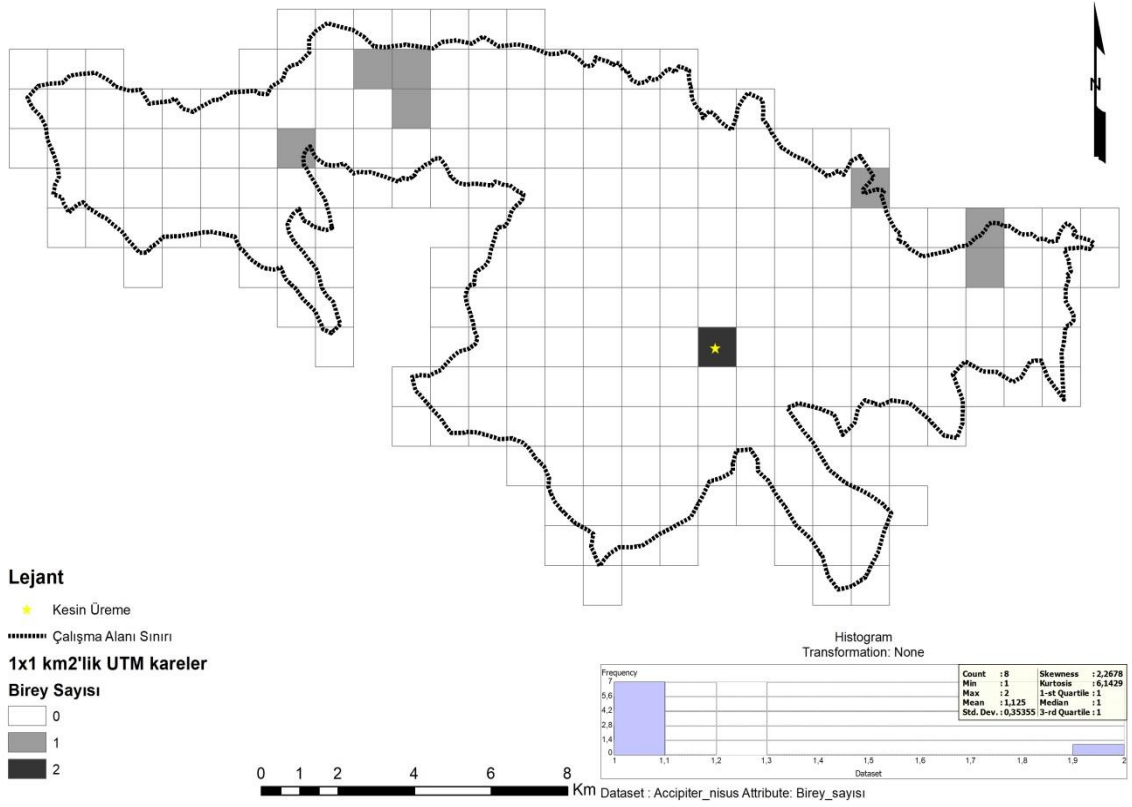 N
Lejant
Kesin Üreme
Çalışma Alanı Sınırı
1x1 km2'lik UTM kareler
Birey Sayısı
0
1
2
0 1 2 4 6 8
Km
Histogram
Transformation: None
Frequency
7
5,6
4,2
2,8
1,4
0
1 1,1 1,2 1,3 1,4 1,5 1,6 1,7 1,8 1,9 2
Dataset
Count : 8 Skewness : 2,2678
Min : 1 Kurtosis : 6,1429
Max : 2 1-st Quartile : 1
Mean : 1,125 Median : 1
Std. Dev. : 0,35355 3-rd Quartile : 1
Dataset : Accipiter_nisus Attribute: Birey_sayısı